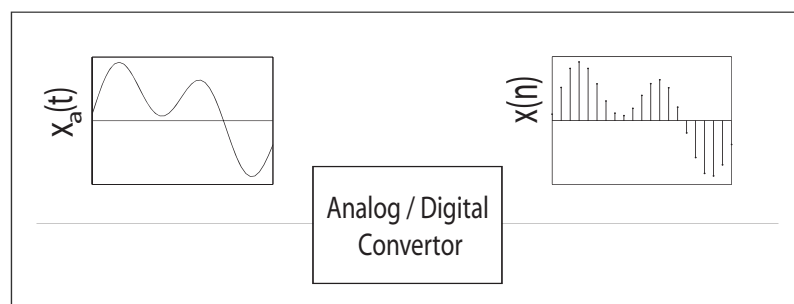 xa(t)
x(n)
Analog / Digital
Convertor